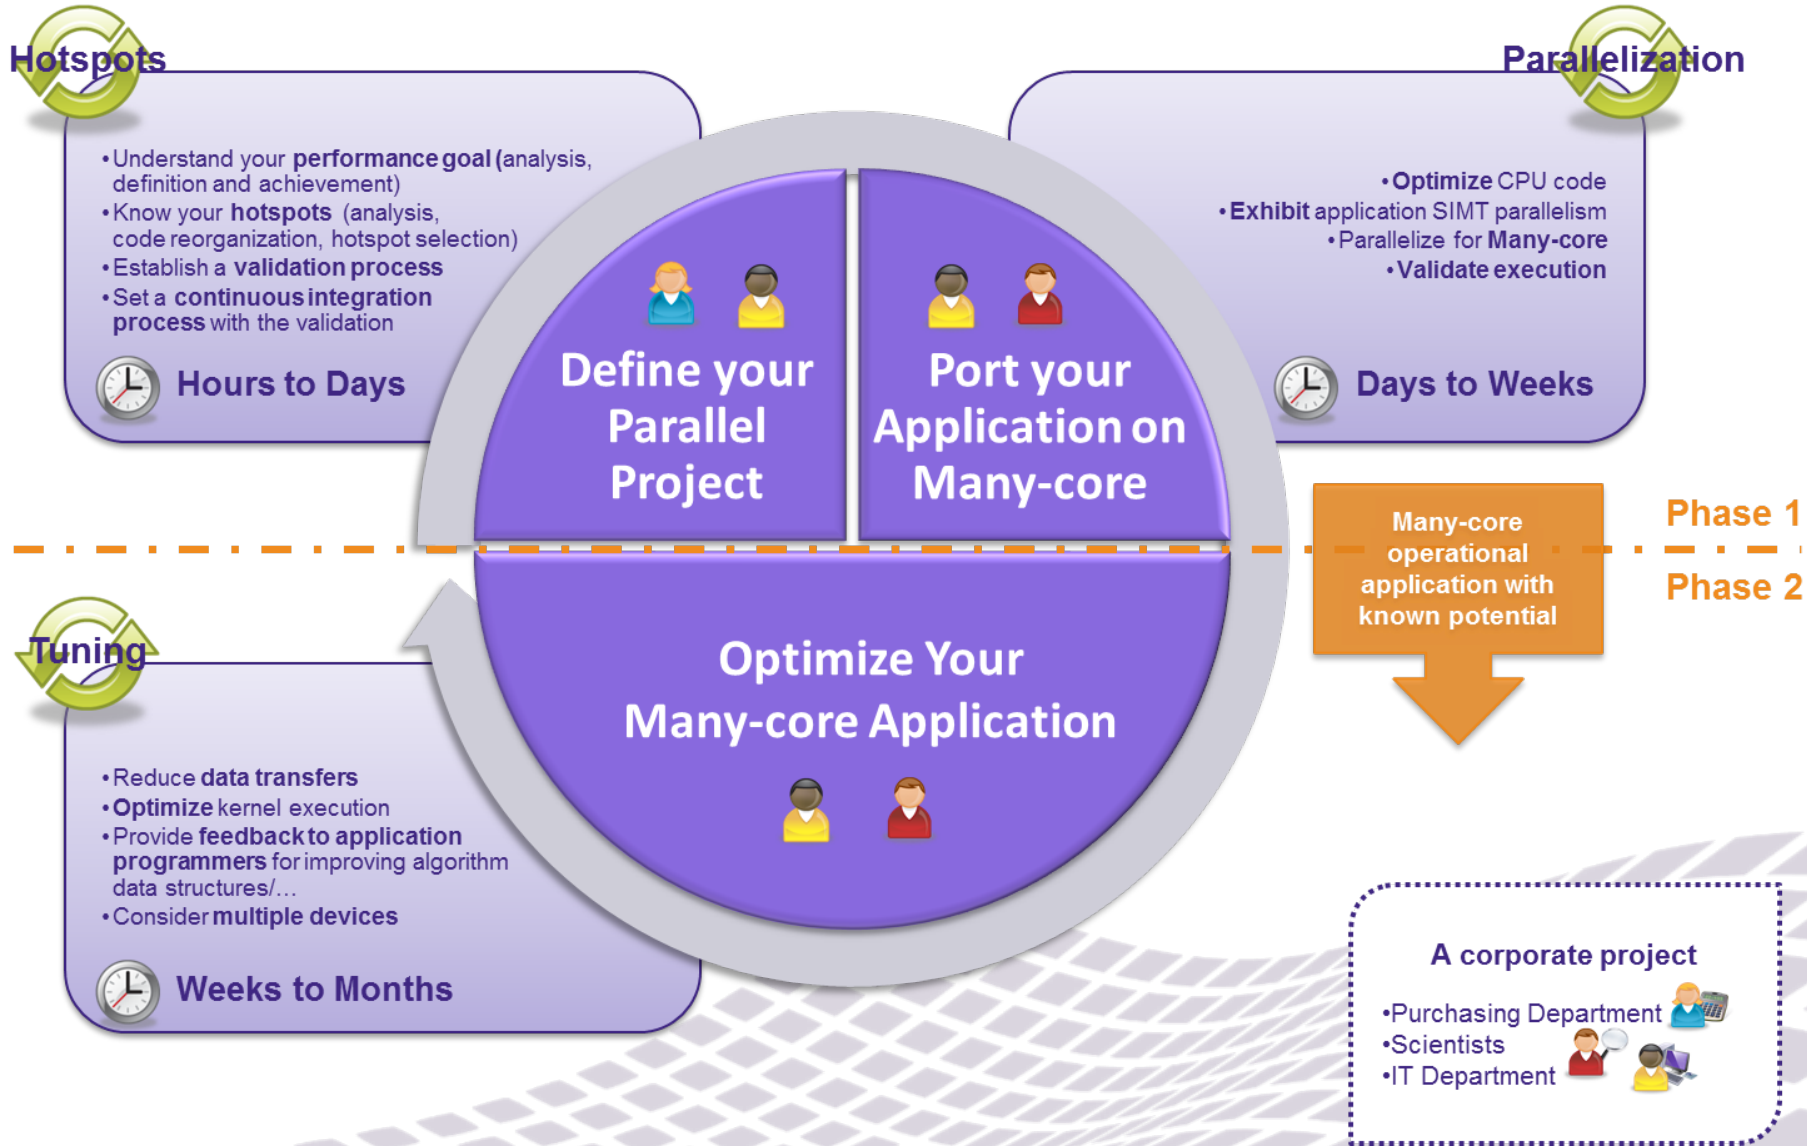 Hotspots
•Understand your performance goal (analysis,
definition and achievement)
•Know your hotspots (analysis,
code reorganization, hotspot selection)
•Establish a validation process
•Set a continuous integration
process with the validation
Hours to Days
Parallelization
•Optimize CPU code
•Exhibit application SIMT parallelism
•Parallelize for Many-core
•Validate execution
Days to Weeks
Define your
Parallel
Project
Port your
Application on
Many-core
Many-core
operational
application with
known potential
Phase 1
Phase 2
Optimize Your
Many-core Application
Tuning
•Reduce data transfers
•Optimize kernel execution
•Provide feedback to application
programmers for improving algorithm
data structures/...
•Consider multiple devices
Weeks to Months
A corporate project
•Purchasing Department
•Scientists
•IT Department